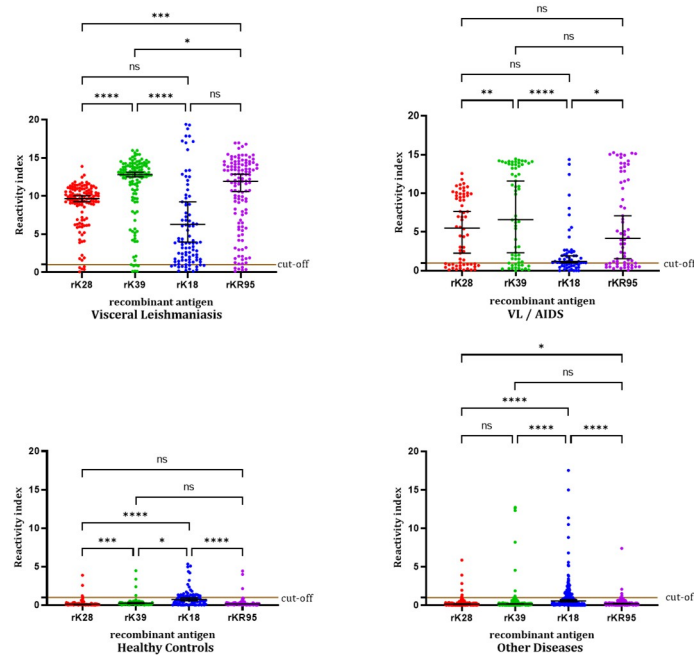 ***
*
ns
**** **** ns
20
15
10
5
0
Reactivity index
cut-off
rK28 rK39 rK18 rKR95
recombinant antigen
Visceral Leishmaniasis
ns
ns
ns
** **** *
20
15
10
5
0
Reactivity index
cut-off
rK28 rK39 rK18 rKR95
recombinant antigen
VL / AIDS
ns
ns
****
*** * ****
20
15
10
5
0
Reactivity index
cut-off
rK28 rK39 rK18 rKR95
recombinant antigen
Healthy Controls
*
ns
****
ns **** ****
20
15
10
5
0
Reactivity index
cut-off
rK28 rK39 rK18 rKR95
recombinant antigen
Other Diseases